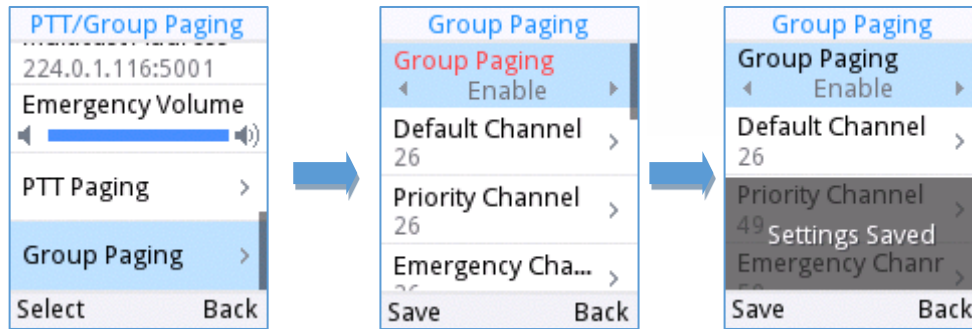 PTT/Group Paging
224.0.1.116:5001
Emergency Volume
PTT Paging
Group Paging
Select Back
Group Paging
Group Paging
Enable
Default Channel
26
Priority Channel
26
Emergency Cha...
Save Back
Group Paging
Group Paging
Enable
Default Channel
26
Priority Channel
49
Settings Saved
Emergency Chanr
Save Back